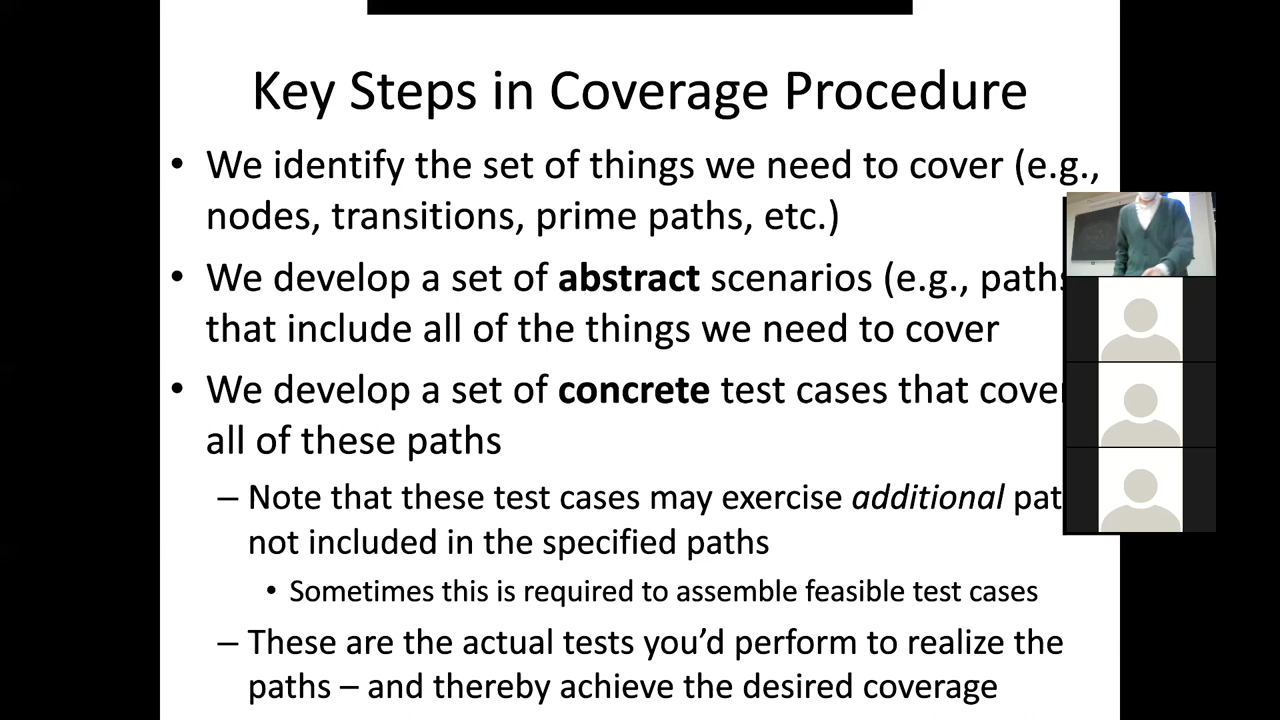 Key Steps in Coverage Procedure
• We identify the set of things we need to cover (e.g.,
nodes, transitions, prime paths, etc.)
• We develop a set of abstract scenarios (e.g., paths
that include all of the things we need to cover
• We develop a set of concrete test cases that cover
all of these paths
– Note that these test cases may exercise additional
not included in the specified paths
• Sometimes this is required to assemble feasible test cases
– These are the actual tests you’d perform to realize the
paths – and thereby achieve the desired coverage